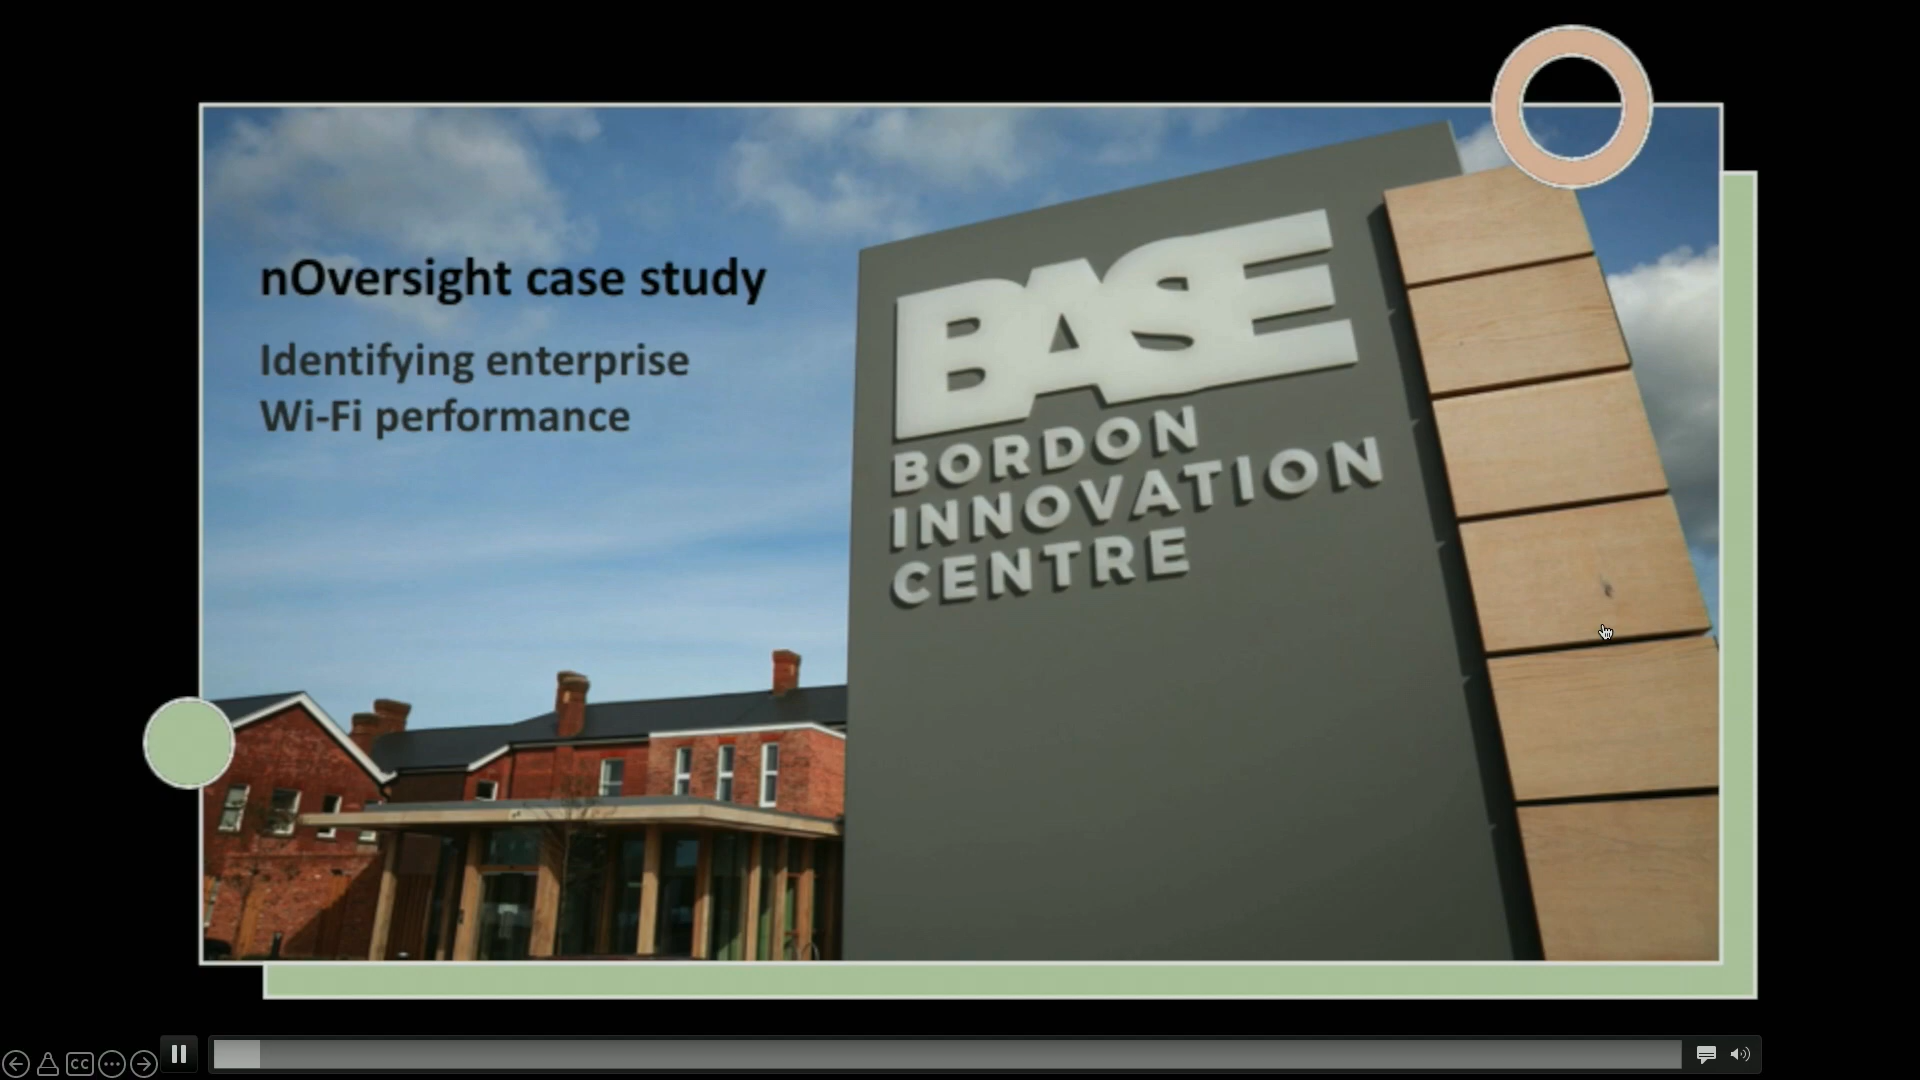 nOversight case study
Identifying enterprise
Wi-Fi performance
BASE
BORDON
INNOVATION
CENTRE
CC